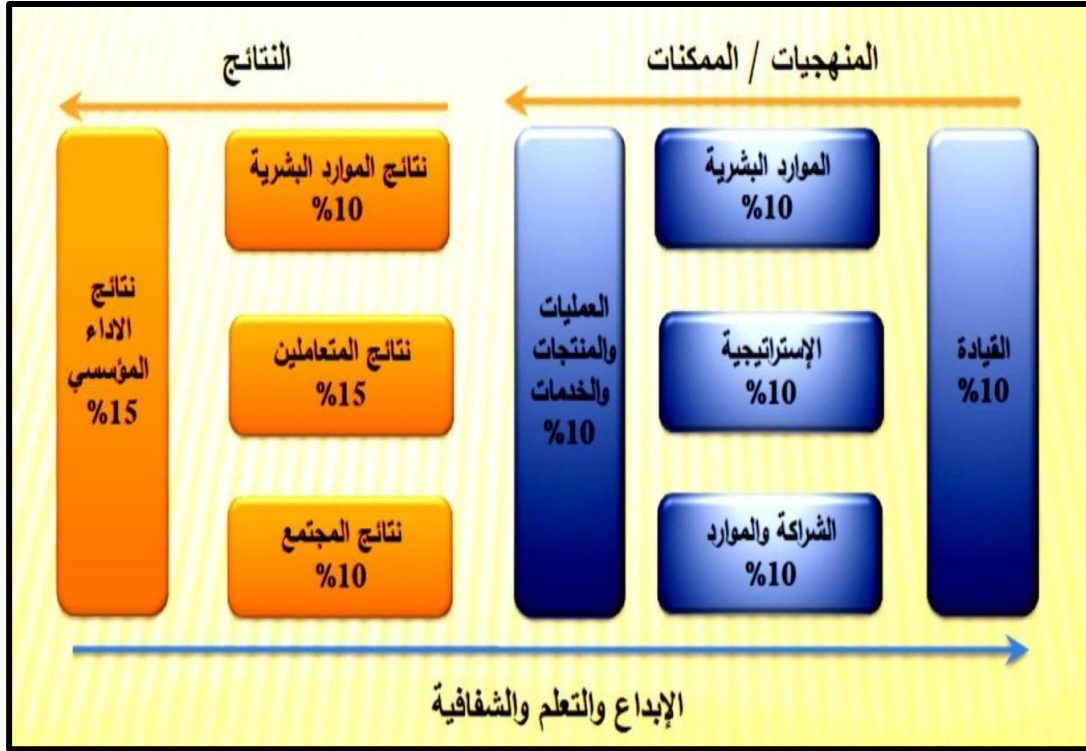 المنهجيات / الممكنات
النتائج
القيادة
%10
الموارد البشرية
%10
الإستراتيجية
%10
الشراكة والموارد
%10
العمليات
والمنتجات
والخدمات
%10
نتائج الموارد البشرية
%10
نتائج المتعاملين
%15
نتائج المجتمع
%10
نتائج
الاداء
المؤسسي
%15
الإبداع والتعلم والشفافية